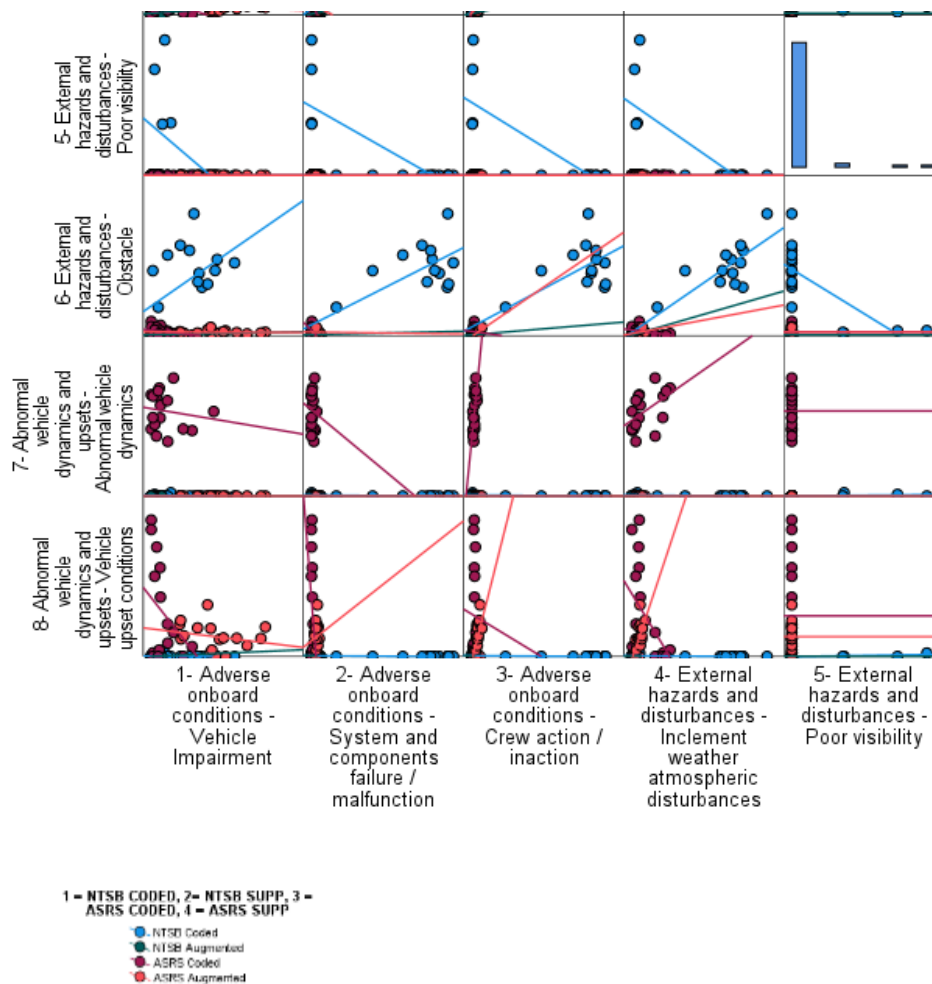 5- External
hazards and
disturbances -
Poor visibility
6- External
hazards and
disturbances -
Obstacle
7- Abnormal
vehicle
dynamics and
upsets -
Abnormal vehicle
dynamics
8- Abnormal
vehicle
dynamics and
upsets - Vehicle
upset conditions
1- Adverse
onboard
conditions -
Vehicle
Impairment
2- Adverse
onboard
conditions -
System and
components
failure /
malfunction
3- Adverse
onboard
conditions -
Crew action /
inaction
4- External
hazards and
disturbances -
Inclement
weather
atmospheric
disturbances
5- External
hazards and
disturbances -
Poor visibility
1 = NTSB CODED, 2= NTSB SUPP, 3 =
ASRS CODED, 4 = ASRS SUPP
NTSB Coded
NTSB Augmented
ASRS Coded
ASRS Augmented